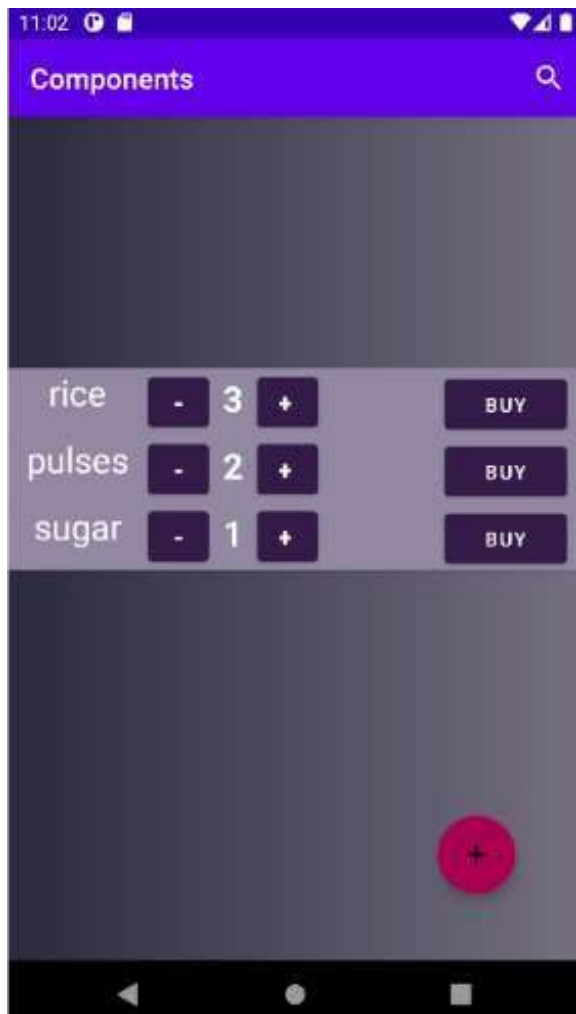 11:02
Components
rice - 3 + BUY
pulses - 2 + BUY
sugar - 1 + BUY
+